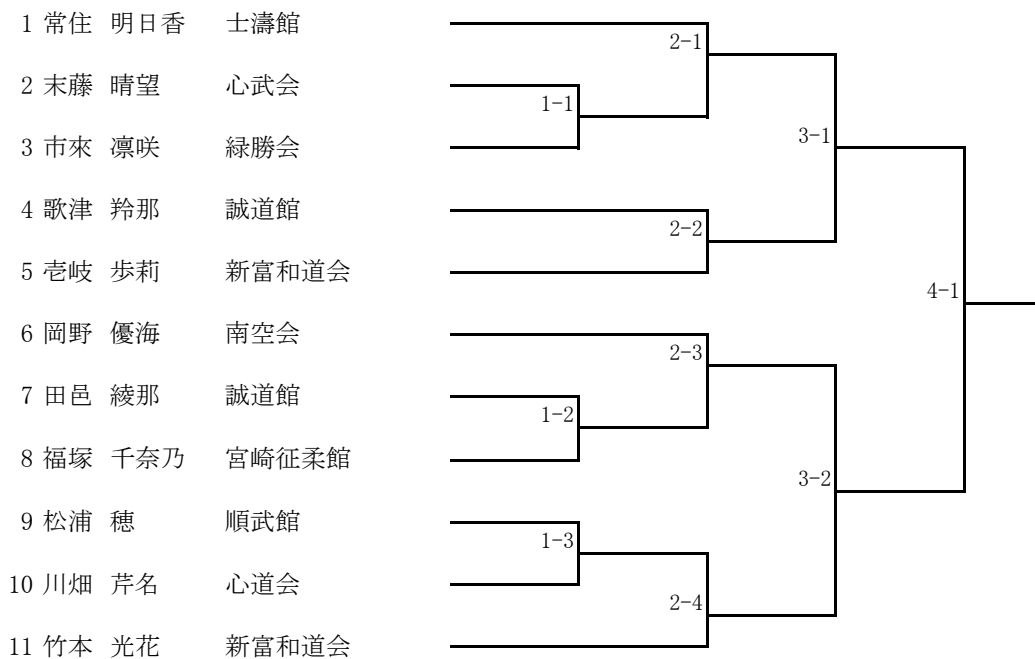 1 常住 明日香 士濤館
2-1
2 末藤 晴望 心武会
1-1
3 市來 凛咲 緑勝会
3-1
4 歌津 羚那 誠道館
2-2
5 壱岐 歩莉 新富和道会
4-1
6 岡野 優海 南空会
2-3
7 田邑 綾那 誠道館
1-2
8 福塚 千奈乃 宮崎征柔館
3-2
9 松浦 穂 順武館
1-3
10 川畑 芹名 心道会
2-4
11 竹本 光花 新富和道会